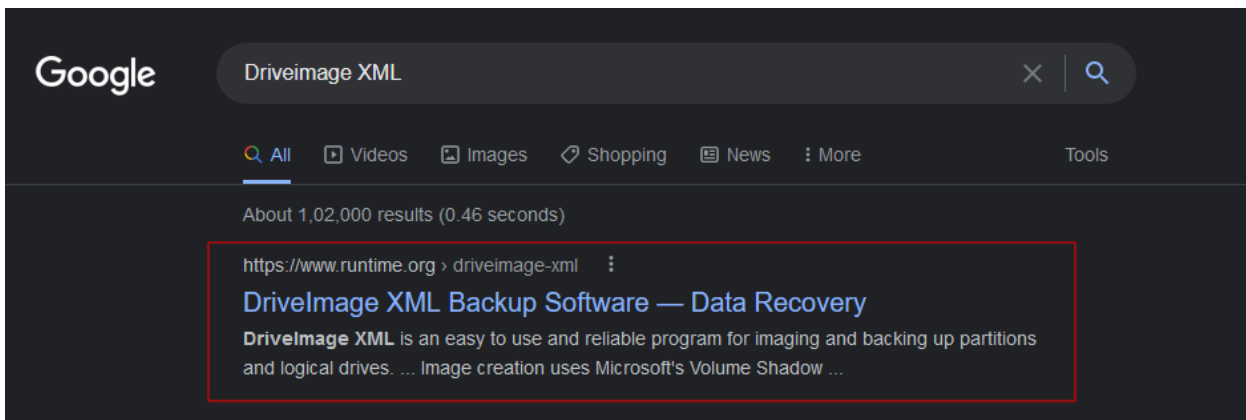 Google
Driveimage XML
All Videos Images Shopping News More Tools
About 1,02,000 results (0.46 seconds)
https://www.runtime.org › driveimage-xml
DriveImage XML Backup Software — Data Recovery
DriveImage XML is an easy to use and reliable program for imaging and backing up partitions
and logical drives. ... Image creation uses Microsoft's Volume Shadow ...